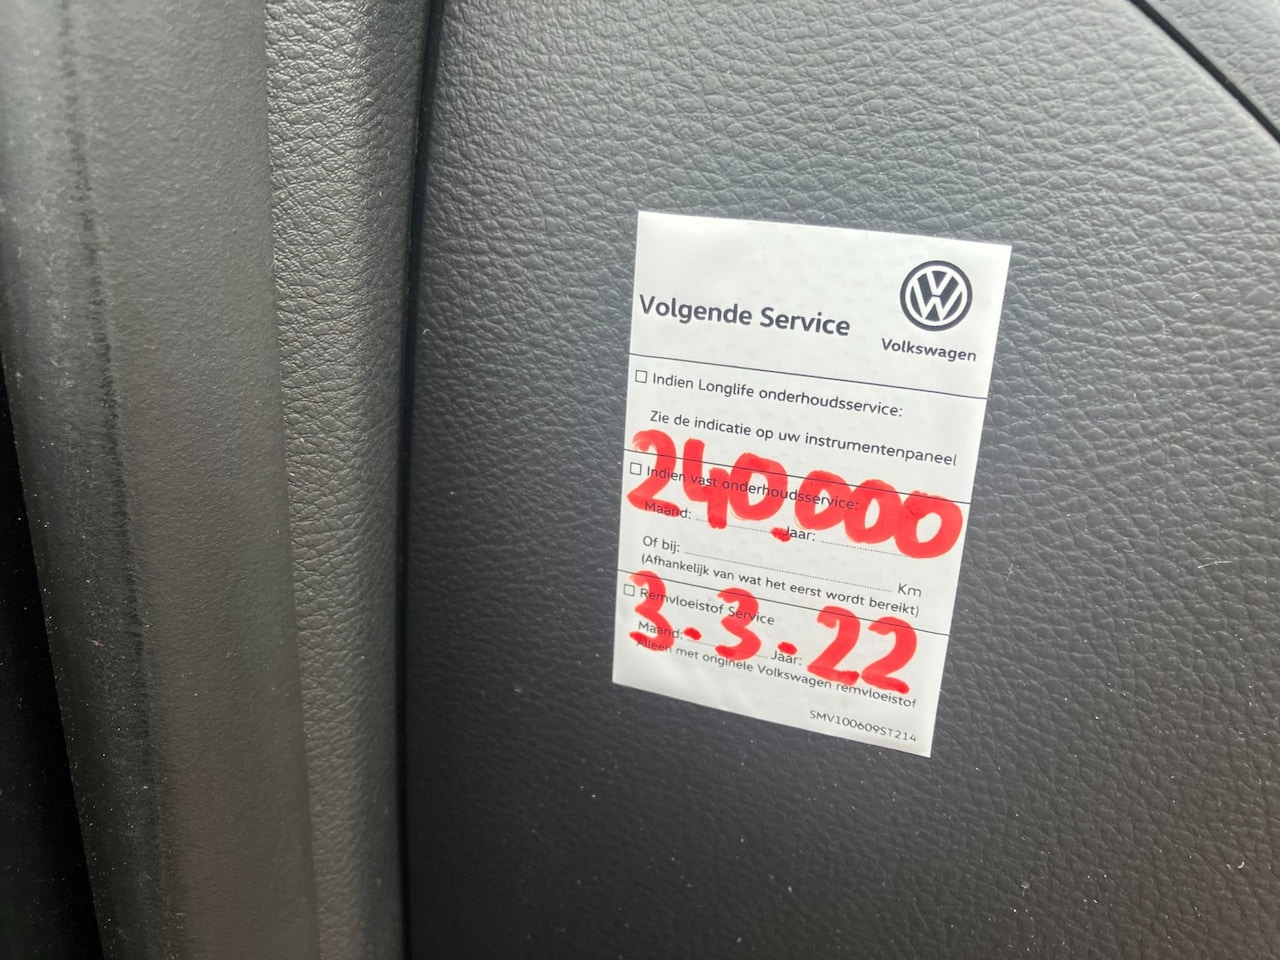 Volgende Service
Volkswagen
☐ Indien Longlife onderhoudsservice:
Zie de indicatie op uw instrumentenpaneel
240.000
☐ Indien vast onderhoudsservice:
Maand: Jaar:
Of bij: Km
(Afhankelijk van wat het eerst wordt bereikt)
3-3-22
☐ Remvloeistof Service
Maand: Jaar:
Alleen met originele Volkswagen remvloeistof
SMV100609ST214